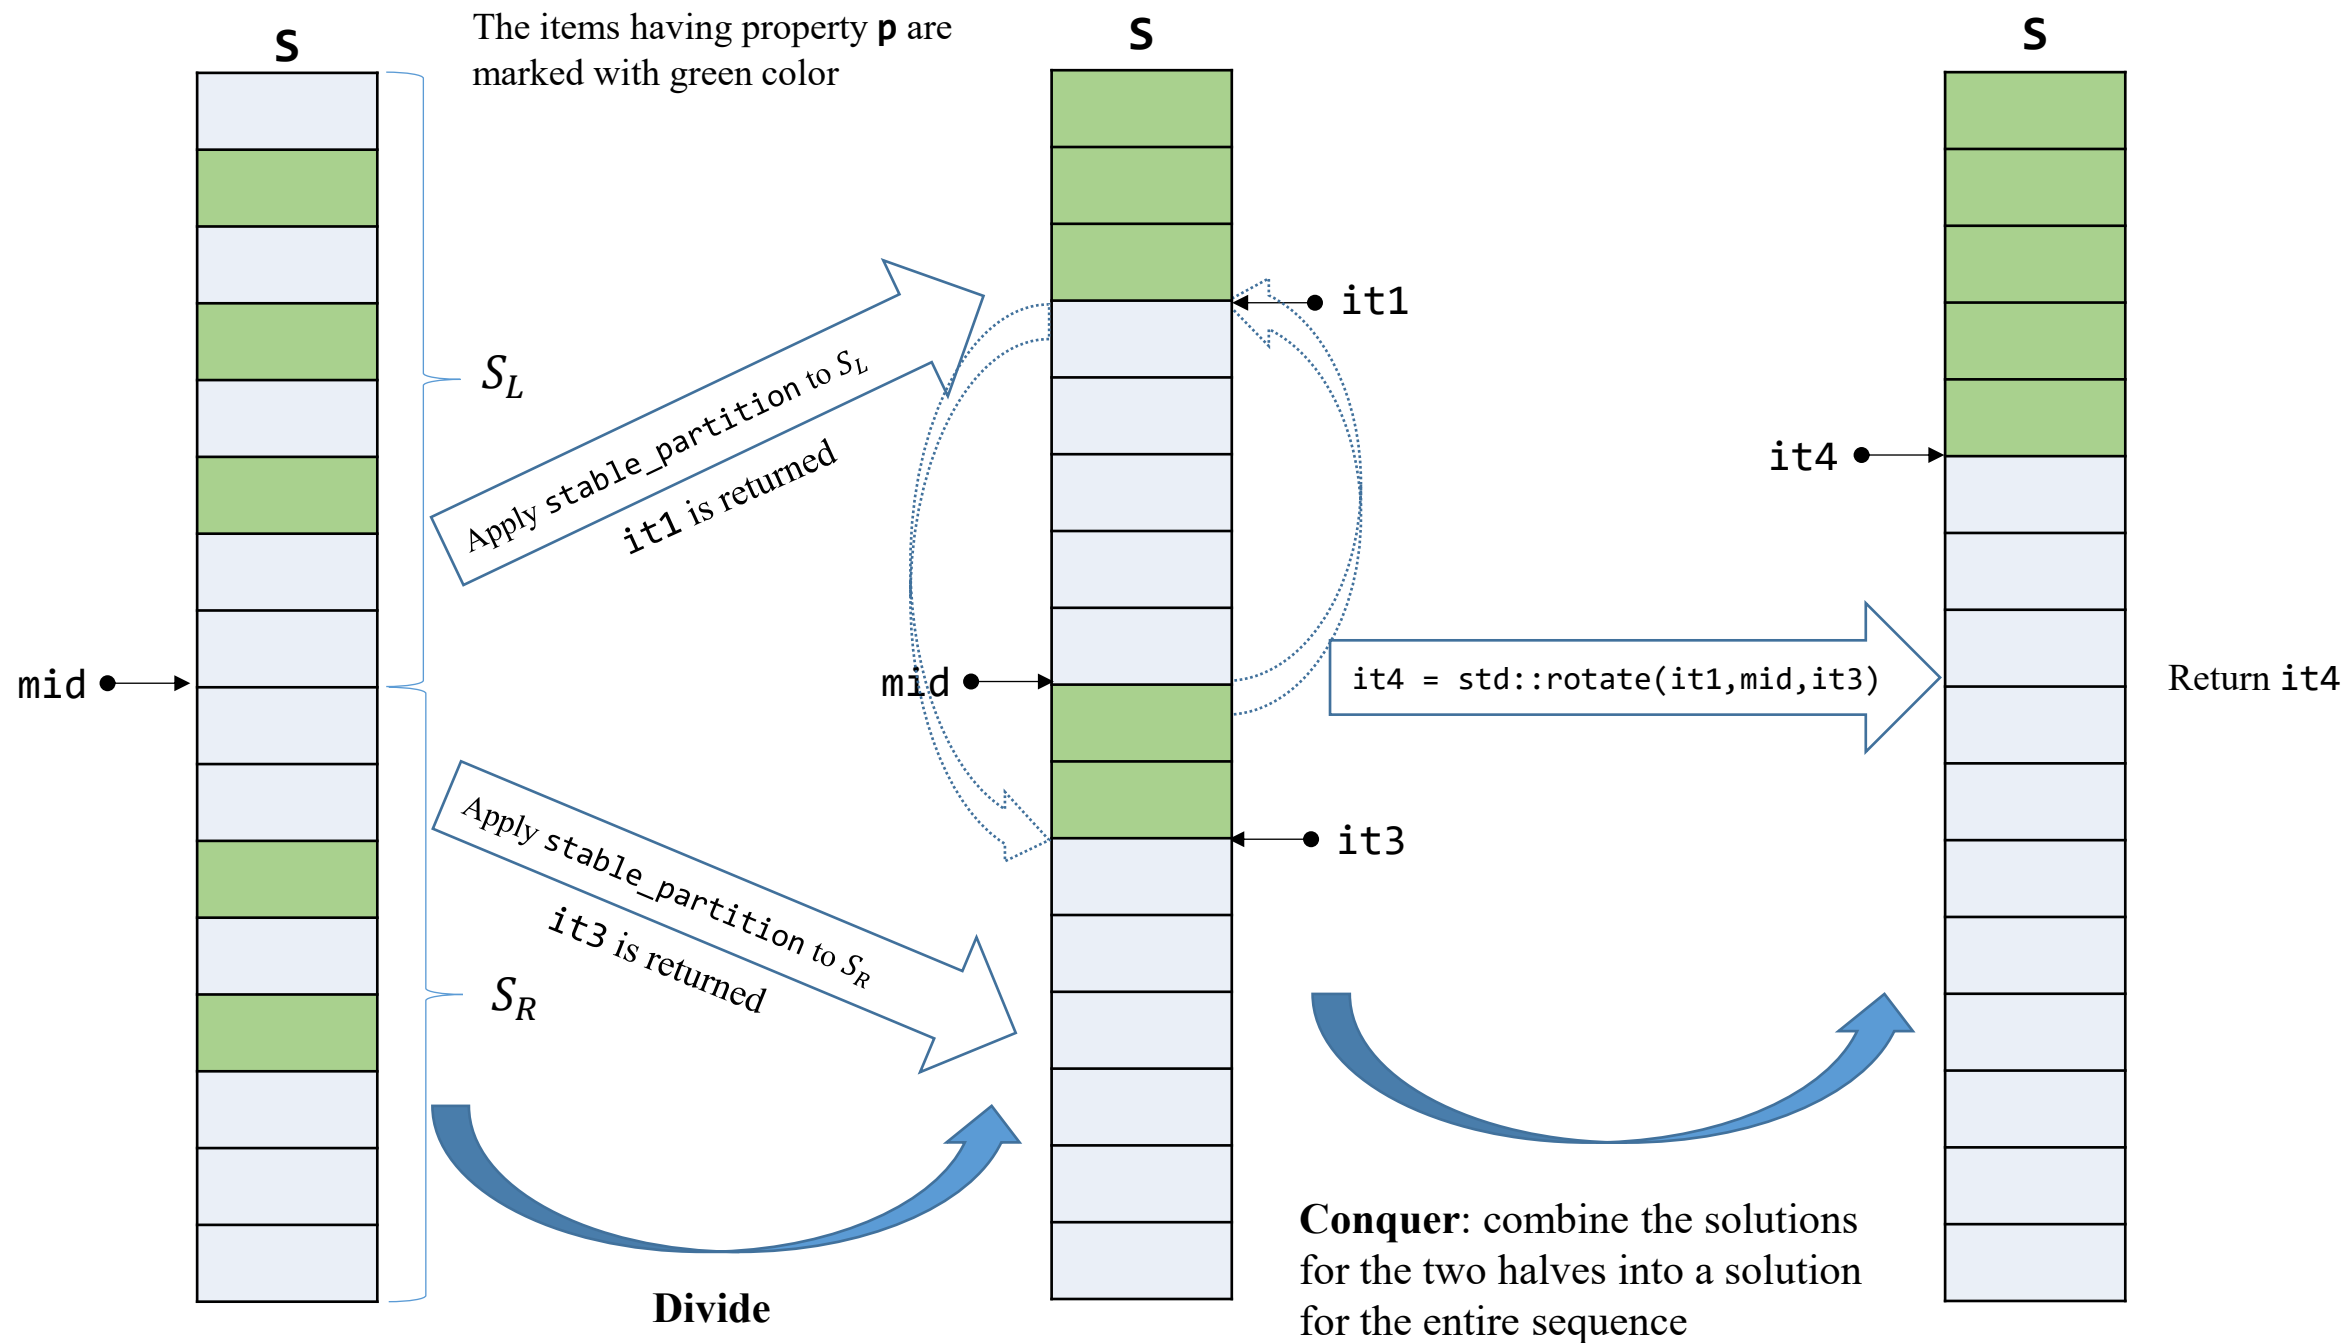 S
The items having property p are
marked with green color
S
S
it1
S_L
Apply stable_partition to S_L
it1 is returned
it4
mid
mid
it4 = std::rotate(it1,mid,it3)
Return it4
Apply stable_partition to S_R
it3 is returned
it3
S_R
Divide
Conquer: combine the solutions
for the two halves into a solution
for the entire sequence